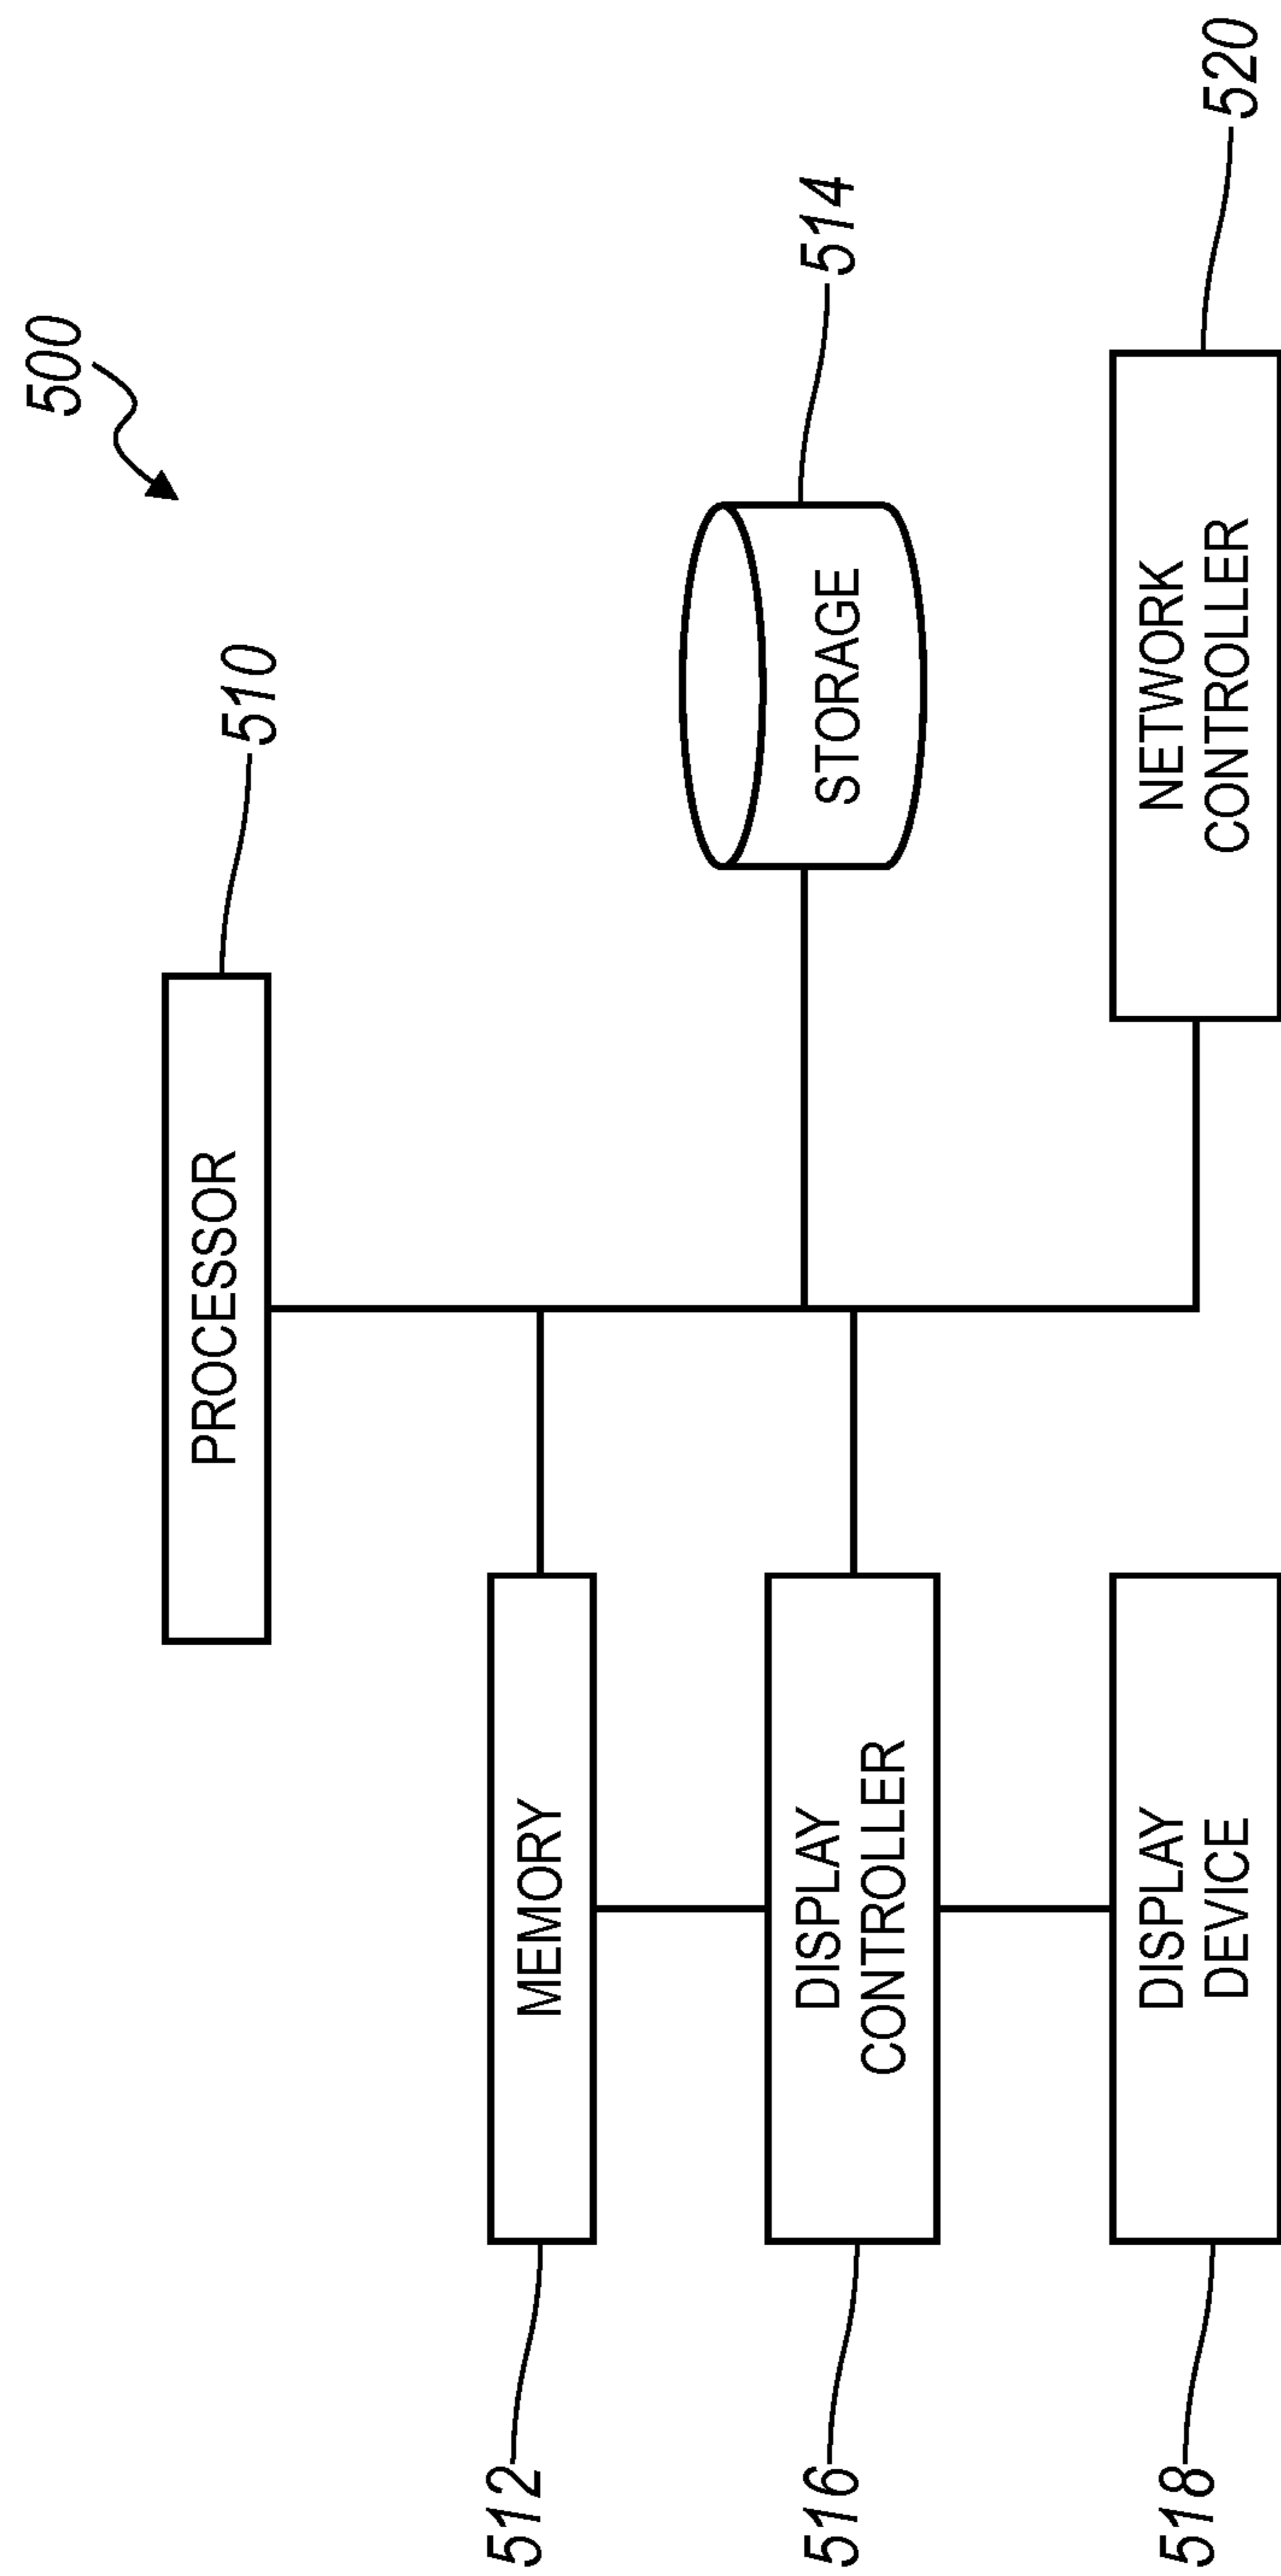 500
PROCESSOR
510
512
MEMORY
STORAGE
514
516
DISPLAY
CONTROLLER
518
DISPLAY
DEVICE
NETWORK
CONTROLLER
520